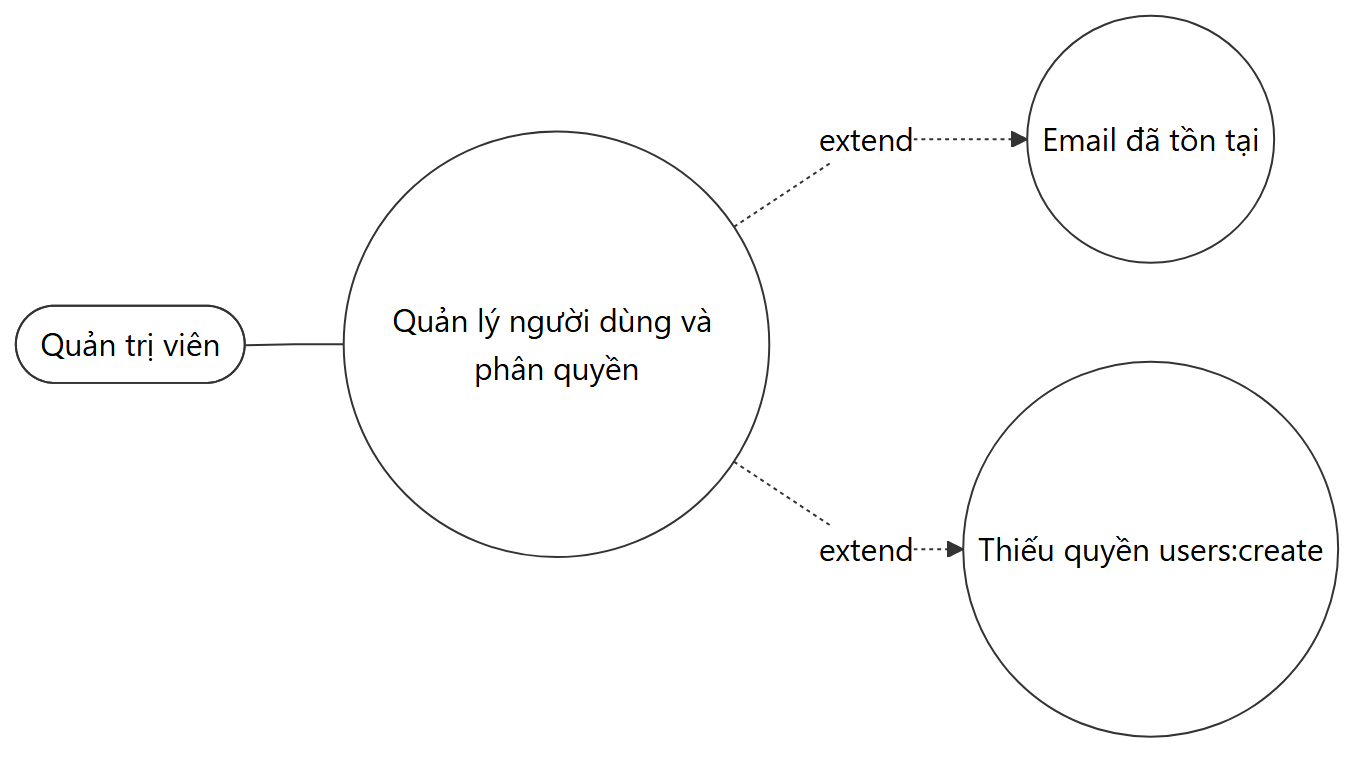 Quản trị viên
Quản lý người dùng và
phân quyền
extend
Email đã tồn tại
extend
Thiếu quyền users:create